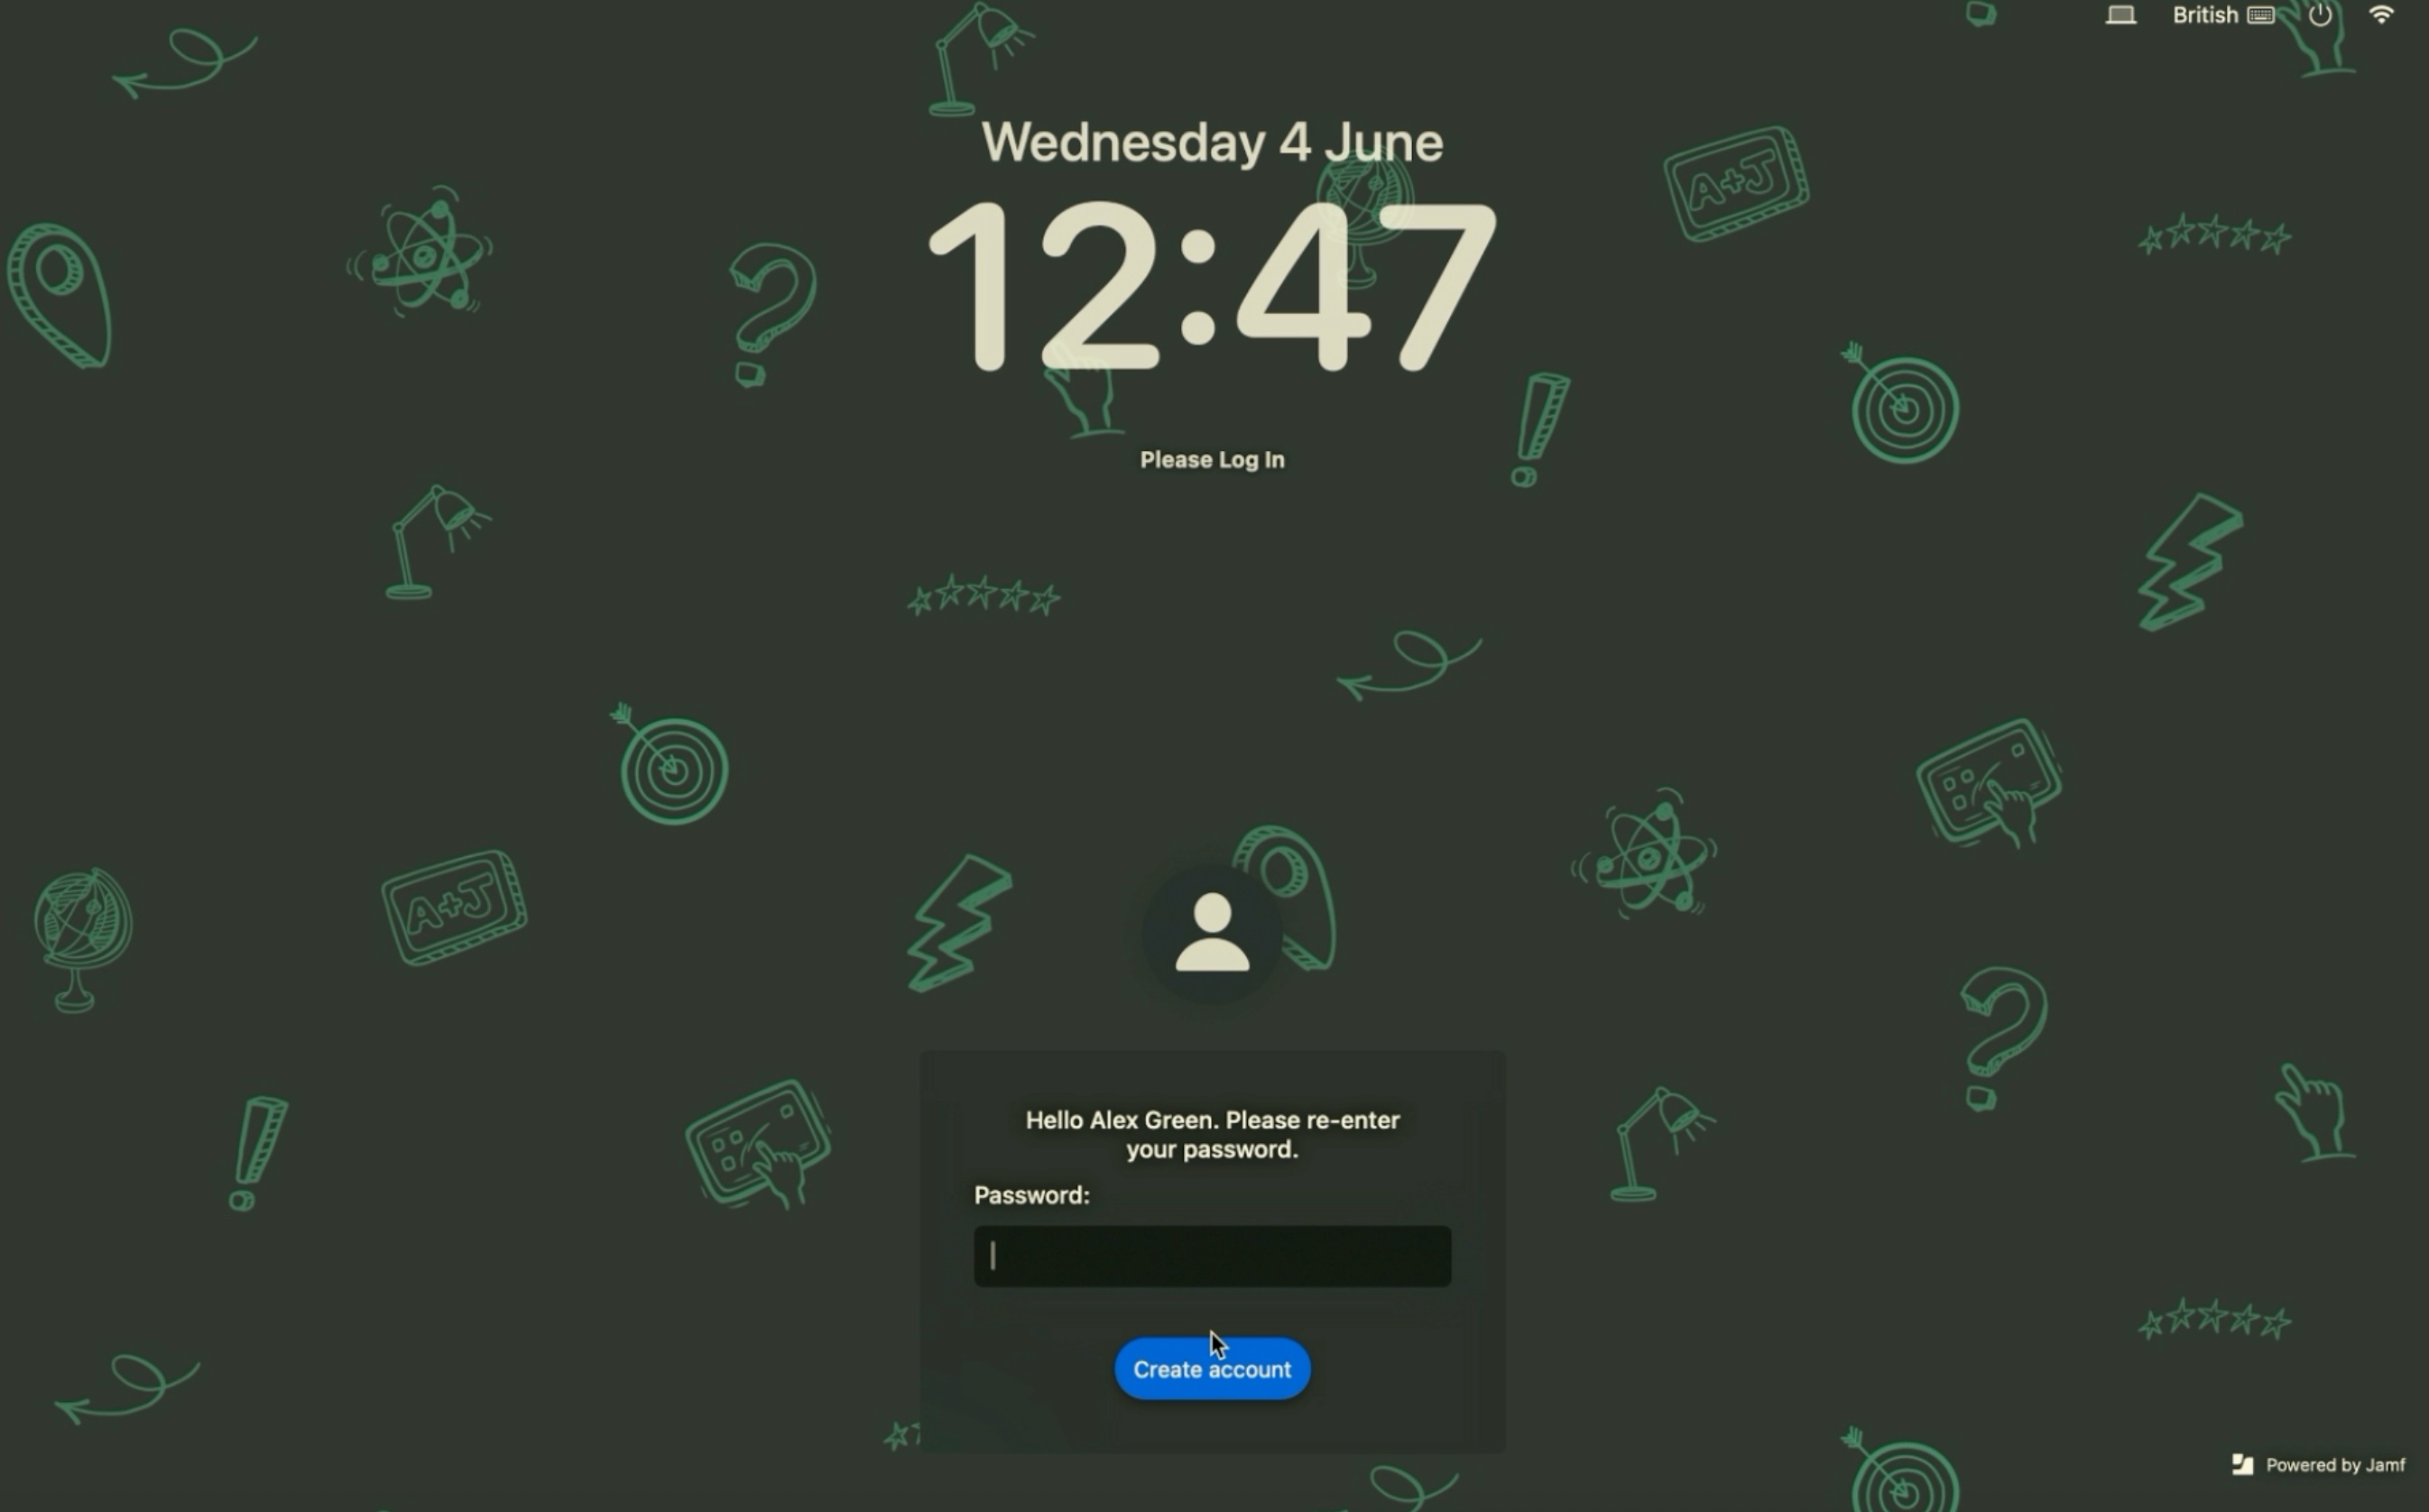 British
Wednesday 4 June
A+J
12:47
Please Log In
A+J
Hello Alex Green. Please re-enter
your password.
Password:
Create account
Powered by Jamf